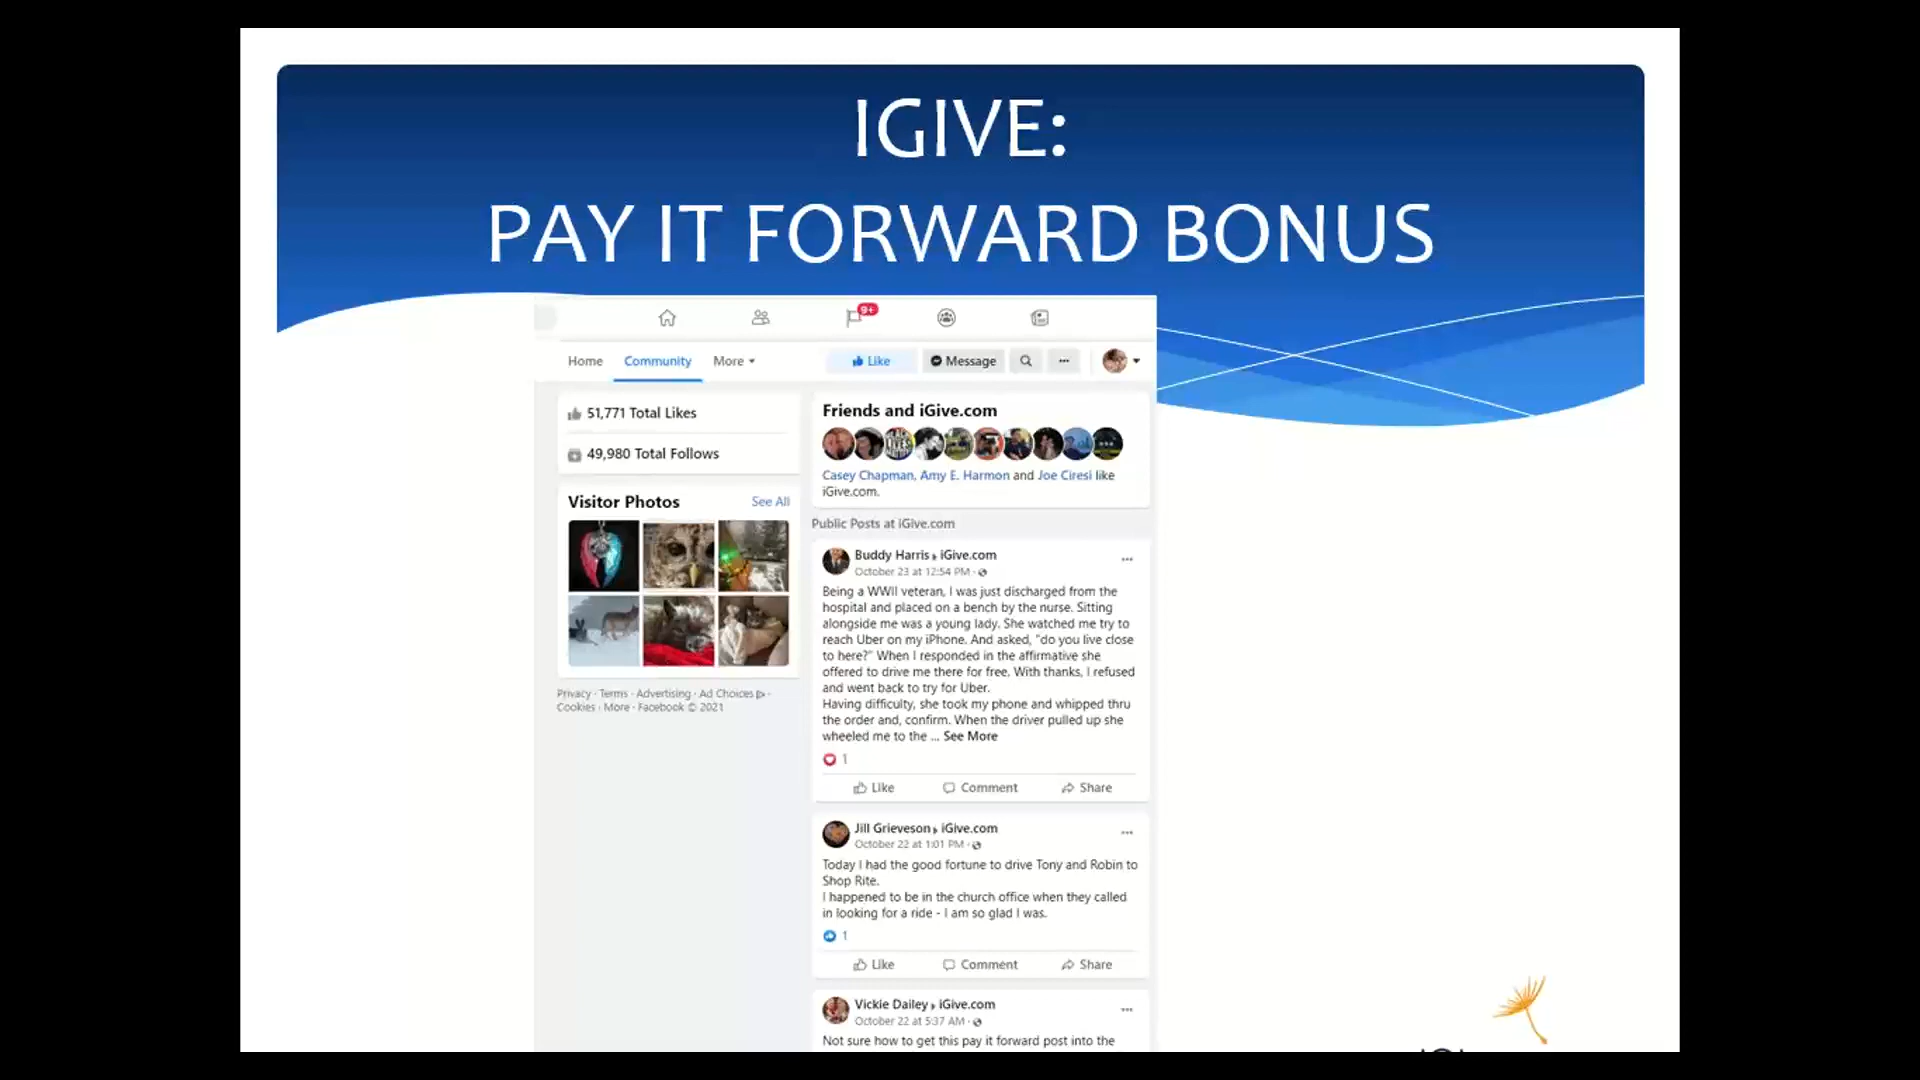 IGIVE:
PAY IT FORWARD BONUS
9+
Home
Community
More
Like
Message
51,771 Total Likes
49,980 Total Follows
Visitor Photos
See All
Privacy · Terms · Advertising · Ad Choices ·
Cookies · More · Facebook © 2021
Friends and iGive.com
Casey Chapman, Amy E. Harmon and Joe Ciresi like
iGive.com.
Public Posts at iGive.com
Buddy Harris iGive.com
October 23 at 12:54 PM ·
Being a WWII veteran, I was just discharged from the
hospital and placed on a bench by the nurse. Sitting
alongside me was a young lady. She watched me try to
reach Uber on my iPhone. And asked, "do you live close
to here?" When I responded in the affirmative she
offered to drive me there for free. With thanks, I refused
and went back to try for Uber.
Having difficulty, she took my phone and whipped thru
the order and, confirm. When the driver pulled up she
wheeled me to the ... See More
1
Like
Comment
Share
Jill Grieveson iGive.com
October 22 at 1:01 PM ·
Today I had the good fortune to drive Tony and Robin to
Shop Rite.
I happened to be in the church office when they called
in looking for a ride - I am so glad I was.
1
Like
Comment
Share
Vickie Dailey iGive.com
October 22 at 5:37 AM ·
Not sure how to get this pay it forward post into the